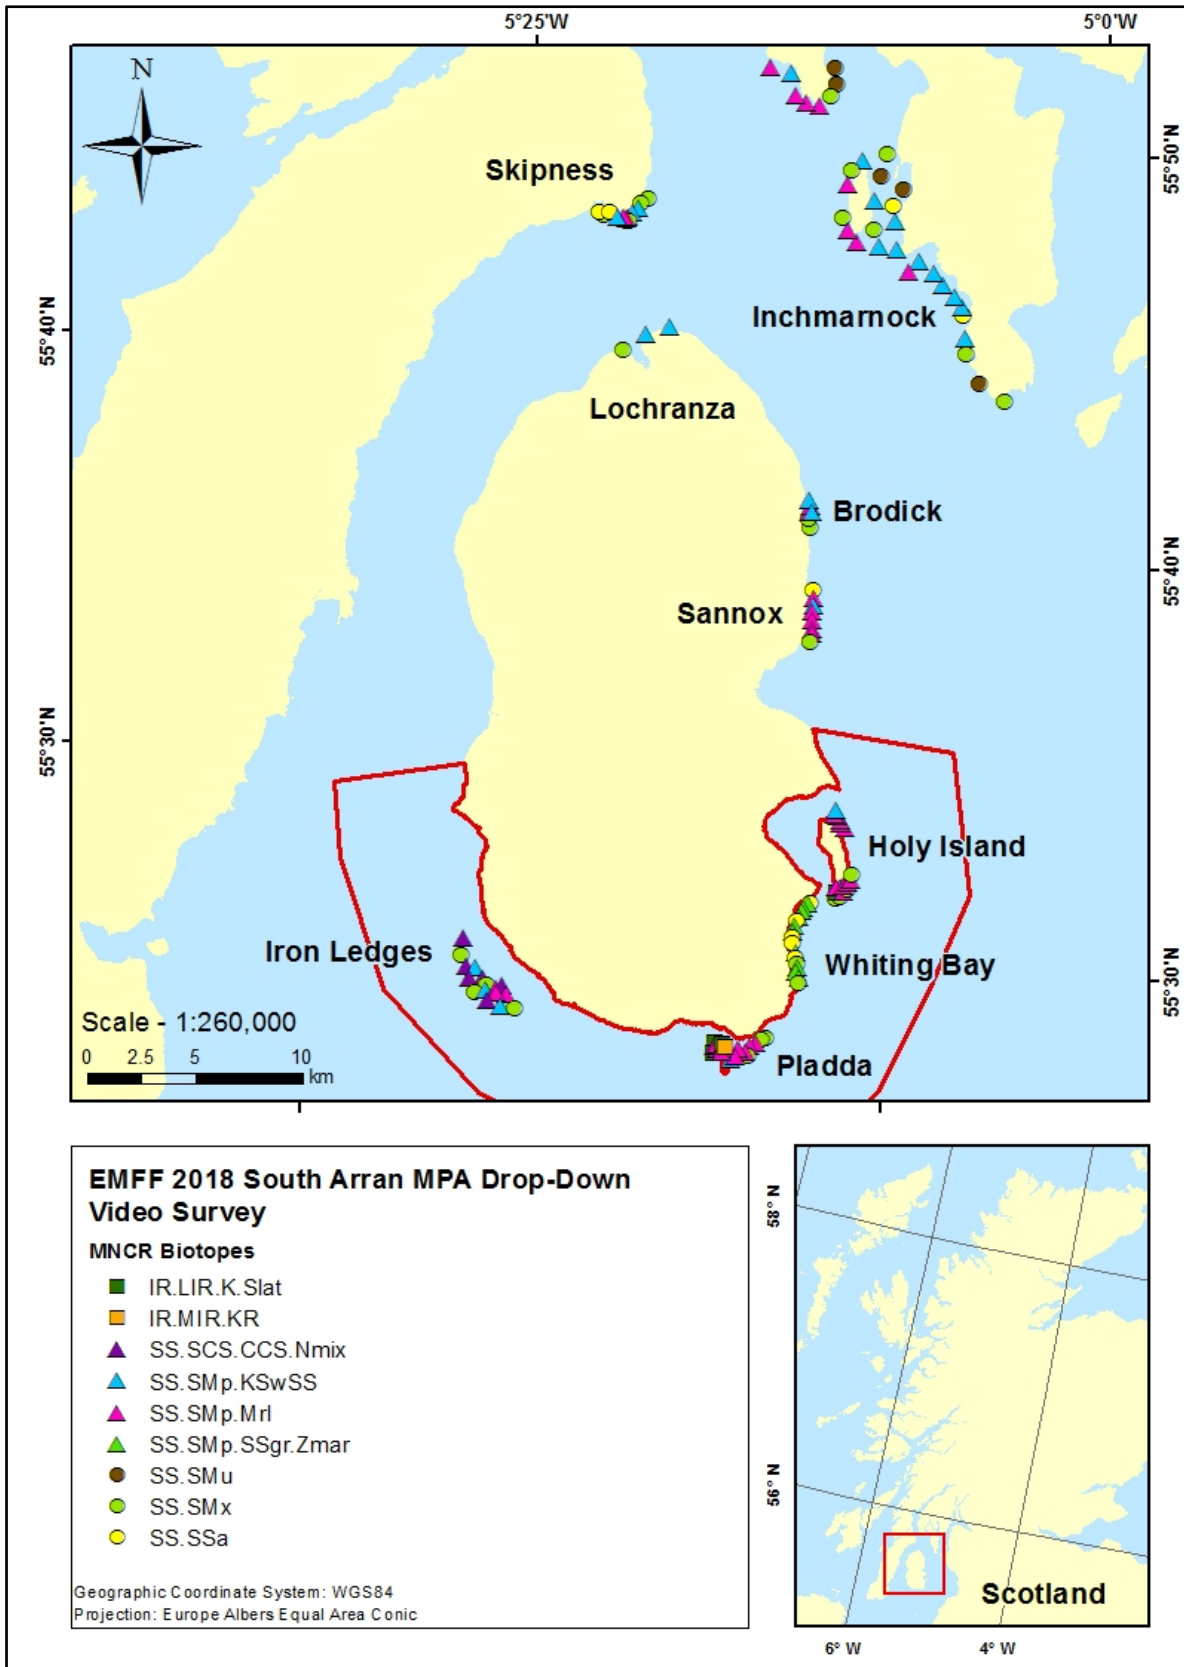 5°25'W
5°0'W
N
55°50'N
Skipness
55°40'N
Inchmarnock
Lochranza
Brodick
55°40'N
Sannox
55°30'N
Holy Island
Iron Ledges
Whiting Bay
55°30'N
Scale - 1:260,000
0 2.5 5 10
km
Pladda
EMFF 2018 South Arran MPA Drop-Down
Video Survey
MNCR Biotopes
IR.LIR.K.Slat
IR.MIR.KR
SS.SCS.CCS.Nmix
SS.SMp.KSwSS
SS.SMp.Mrl
SS.SMp.SSgr.Zmar
SS.SMu
SS.SMx
SS.SSa
Geographic Coordinate System: WGS84
Projection: Europe Albers Equal Area Conic
58° N
56° N
Scotland
6° W
4° W